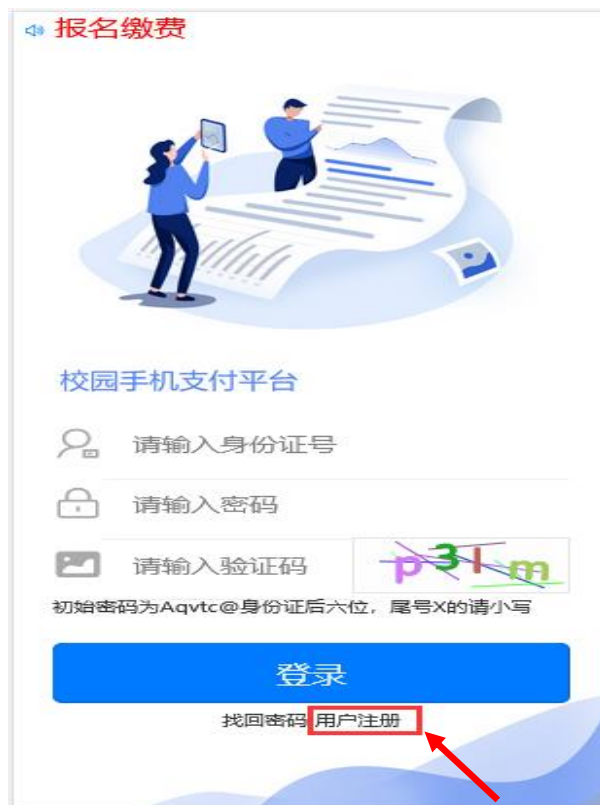 报名缴费
校园手机支付平台
请输入身份证号
请输入密码
请输入验证码
p3lm
初始密码为Aqvtc@身份证后六位，尾号X的请小写
登录
找回密码 用户注册